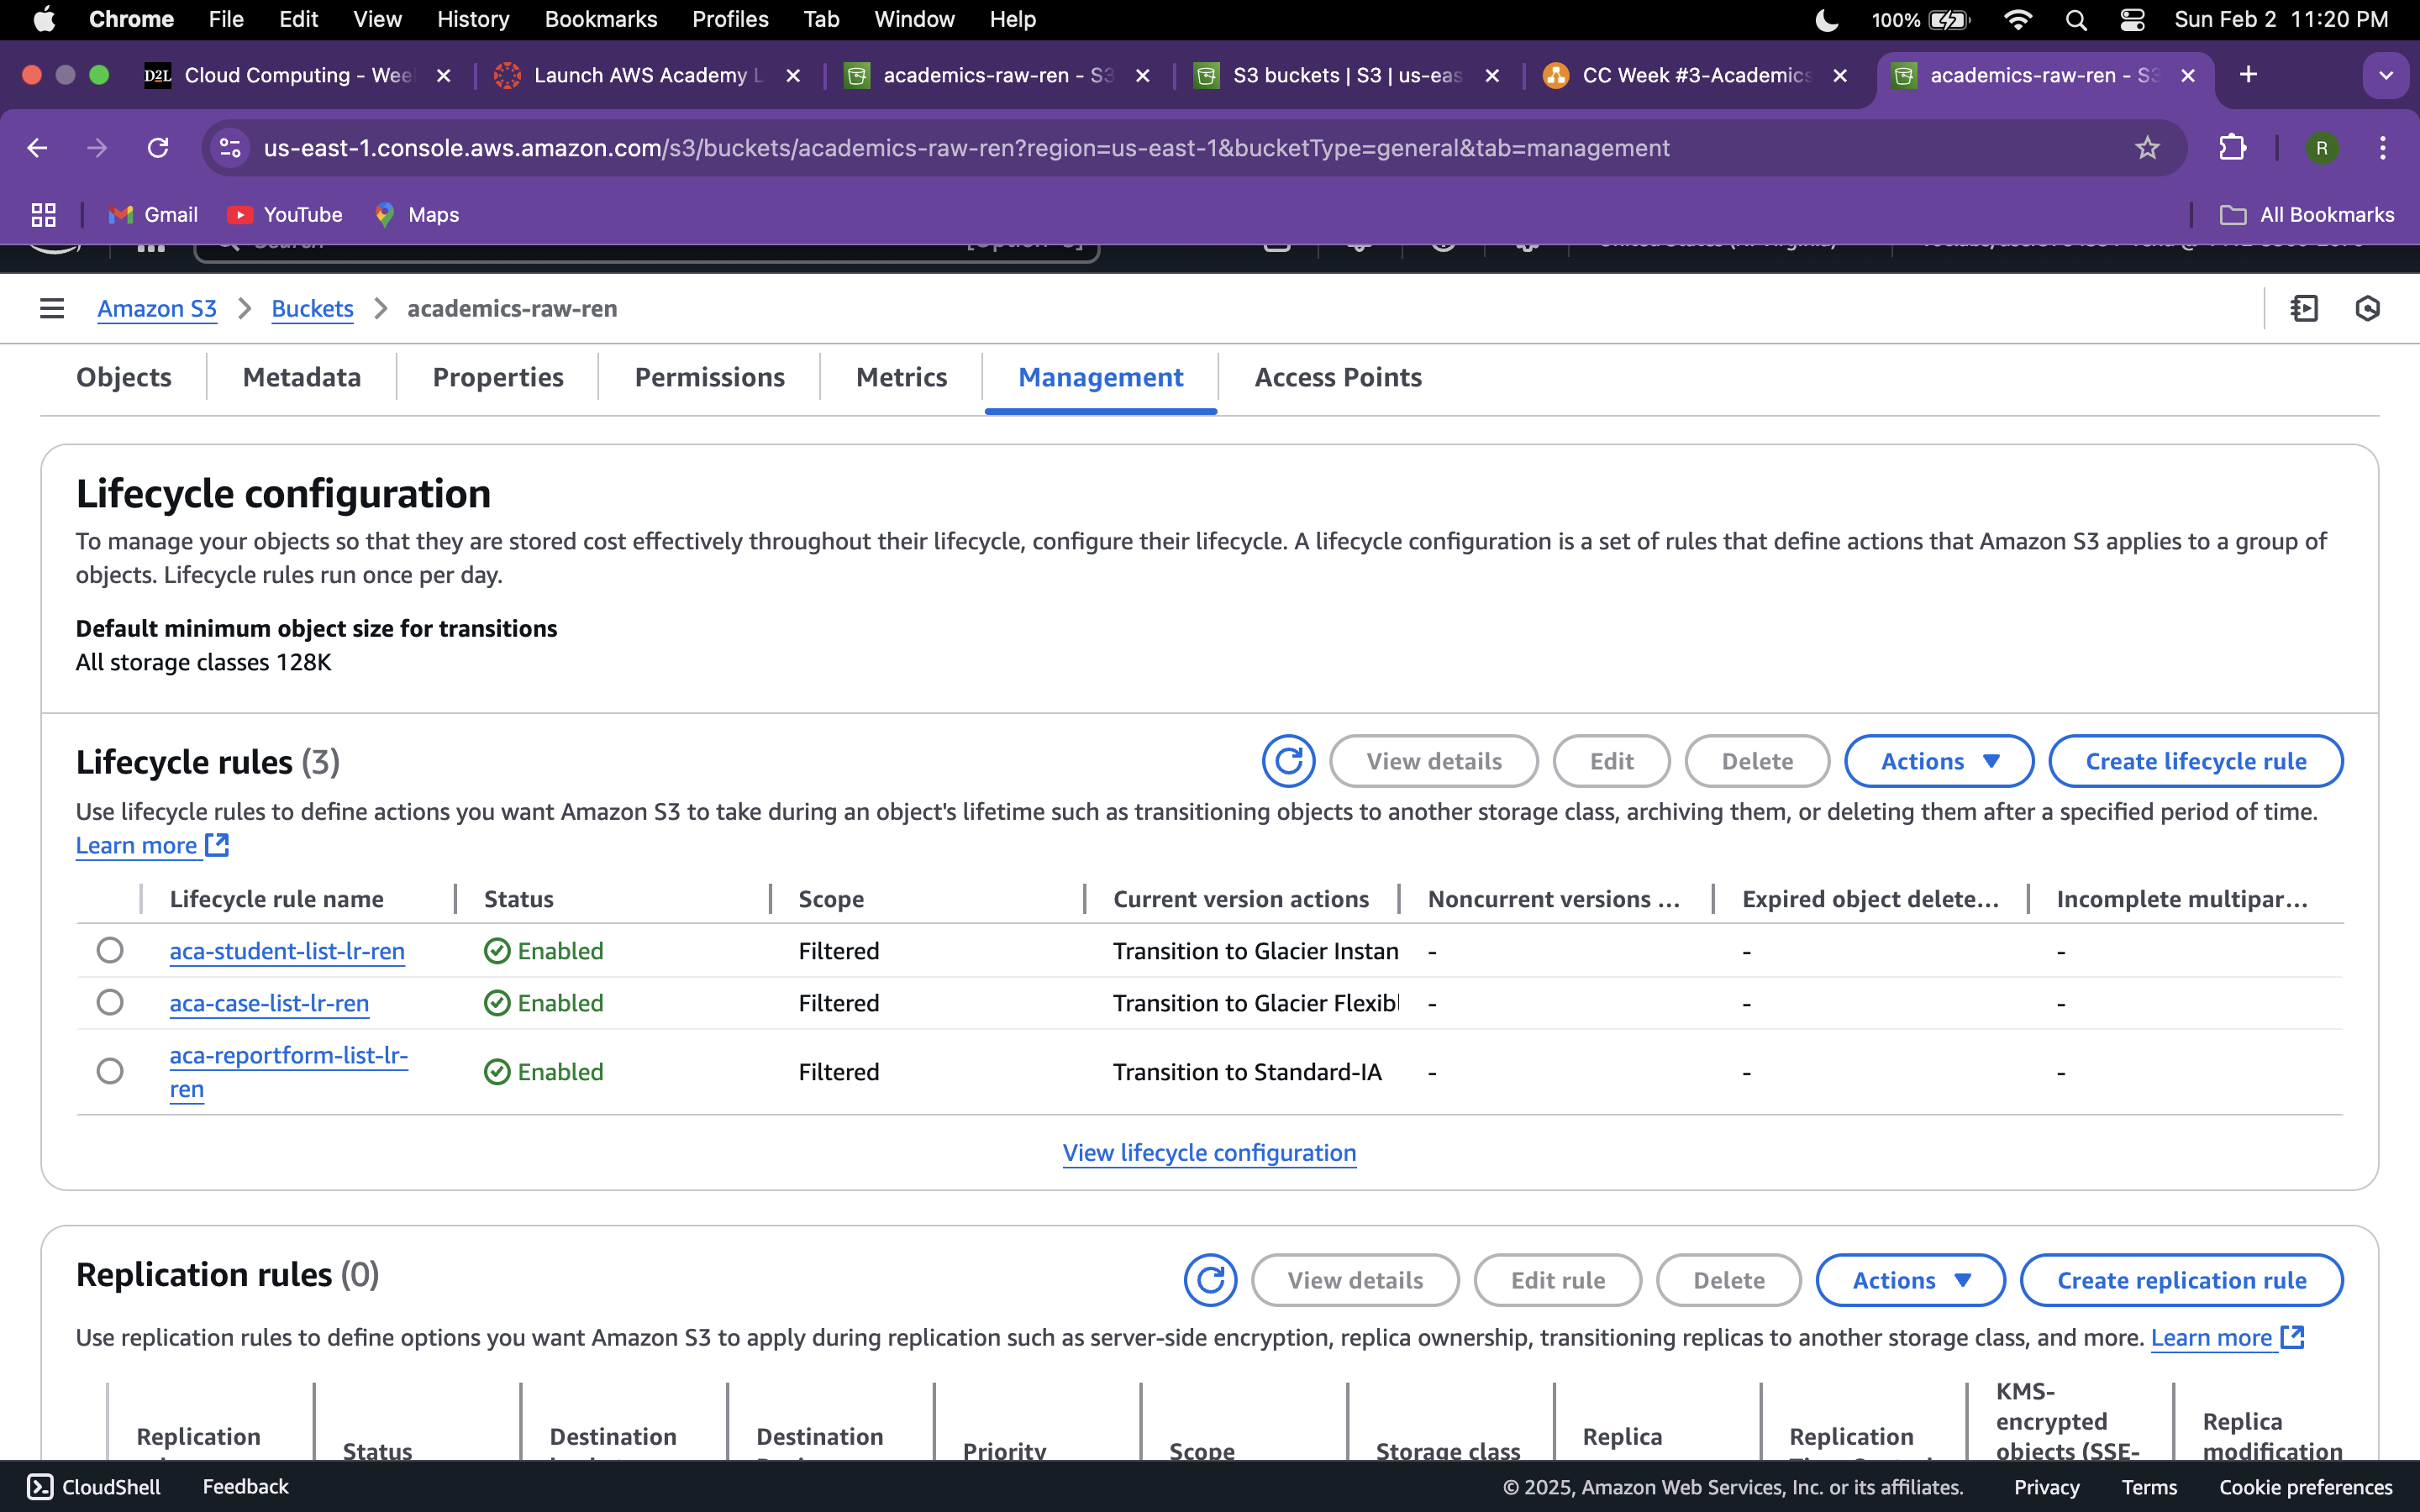 Chrome File Edit View History Bookmarks Profiles Tab Window Help 100% Sun Feb 2 11:20 PM
D2L Cloud Computing - Wee Launch AWS Academy L academics-raw-ren - S3 S3 buckets | S3 | us-eas CC Week #3-Academics academics-raw-ren - S3
us-east-1.console.aws.amazon.com/s3/buckets/academics-raw-ren?region=us-east-1&bucketType=general&tab=management R
Gmail YouTube Maps All Bookmarks
Amazon S3 Buckets academics-raw-ren
Objects Metadata Properties Permissions Metrics Management Access Points
Lifecycle configuration
To manage your objects so that they are stored cost effectively throughout their lifecycle, configure their lifecycle. A lifecycle configuration is a set of rules that define actions that Amazon S3 applies to a group of
objects. Lifecycle rules run once per day.
Default minimum object size for transitions
All storage classes 128K
Lifecycle rules (3) View details Edit Delete Actions Create lifecycle rule
Use lifecycle rules to define actions you want Amazon S3 to take during an object's lifetime such as transitioning objects to another storage class, archiving them, or deleting them after a specified period of time.
Learn more
Lifecycle rule name Status Scope Current version actions Noncurrent versions ... Expired object delete... Incomplete multipar...
aca-student-list-lr-ren Enabled Filtered Transition to Glacier Instan - - -
aca-case-list-lr-ren Enabled Filtered Transition to Glacier Flexibl - - -
aca-reportform-list-lr-
ren Enabled Filtered Transition to Standard-IA - - -
View lifecycle configuration
Replication rules (0) View details Edit rule Delete Actions Create replication rule
Use replication rules to define options you want Amazon S3 to apply during replication such as server-side encryption, replica ownership, transitioning replicas to another storage class, and more. Learn more
KMS-
encrypted
Replication Status Destination Destination Priority Scope Storage class Replica Replication objects (SSE- Replica
modification
CloudShell Feedback © 2025, Amazon Web Services, Inc. or its affiliates. Privacy Terms Cookie preferences